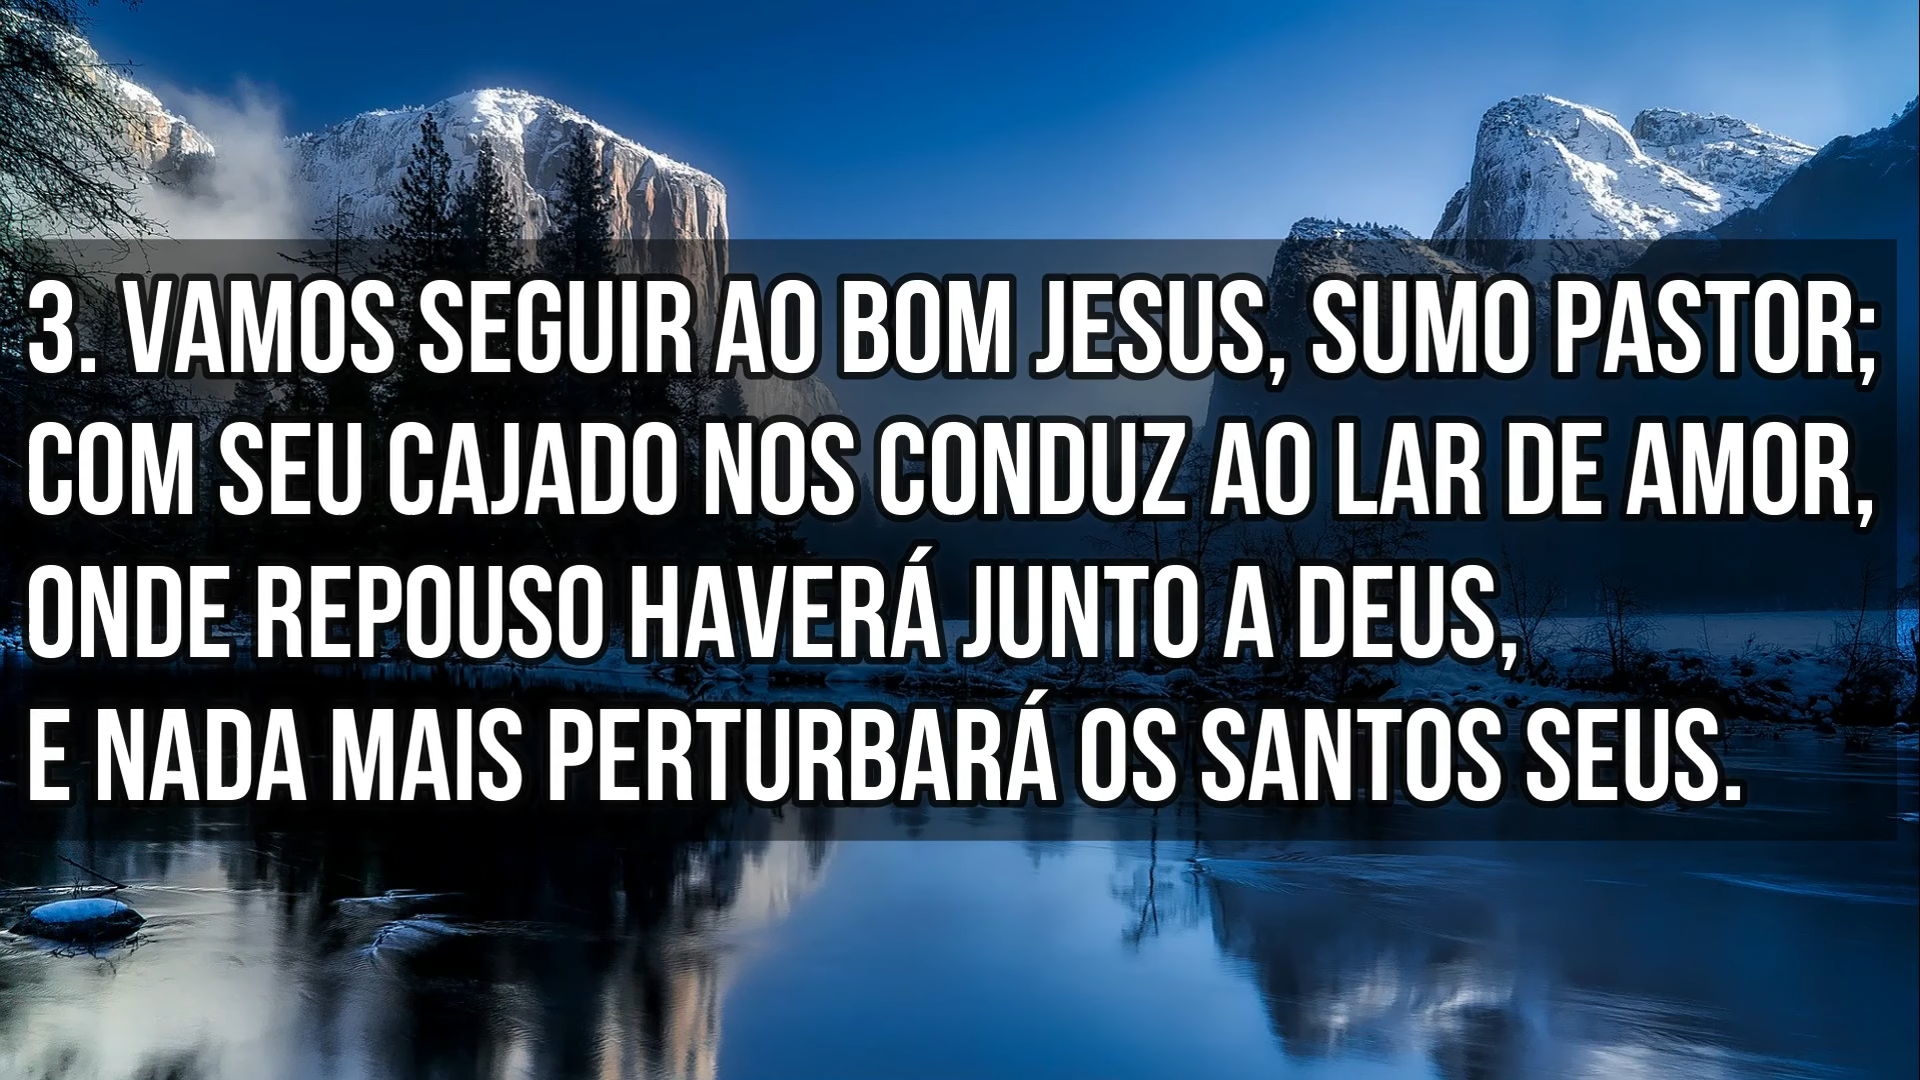 3. VAMOS SEGUIR AO BOM JESUS, SUMO PASTOR;
COM SEU CAJADO NOS CONDUZ AO LAR DE AMOR,
ONDE REPOUSO HAVERÁ JUNTO A DEUS,
E NADA MAIS PERTURBARÁ OS SANTOS SEUS.